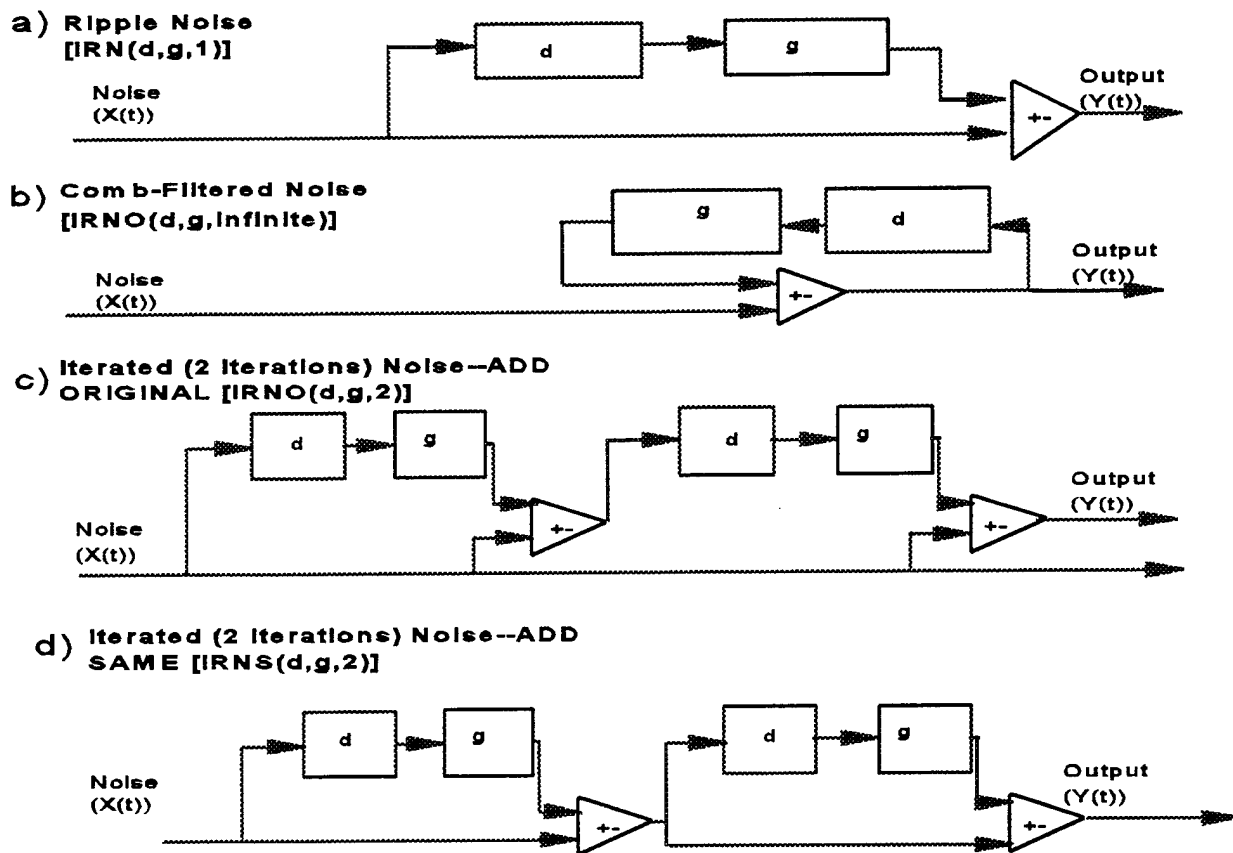 a) Ripple Noise
[IRN(d,g,1)]
d
g
Noise
(X(t))
+-
Output
(Y(t))
b) Comb-Filtered Noise
[IRNO(d,g,infinite)]
g
d
Noise
(X(t))
+-
Output
(Y(t))
c) Iterated (2 Iterations) Noise--ADD
ORIGINAL [IRNO(d,g,2)]
d
g
d
g
Noise
(X(t))
+-
+-
Output
(Y(t))
d) Iterated (2 Iterations) Noise--ADD
SAME [IRNS(d,g,2)]
d
g
d
g
Noise
(X(t))
+-
+-
Output
(Y(t))